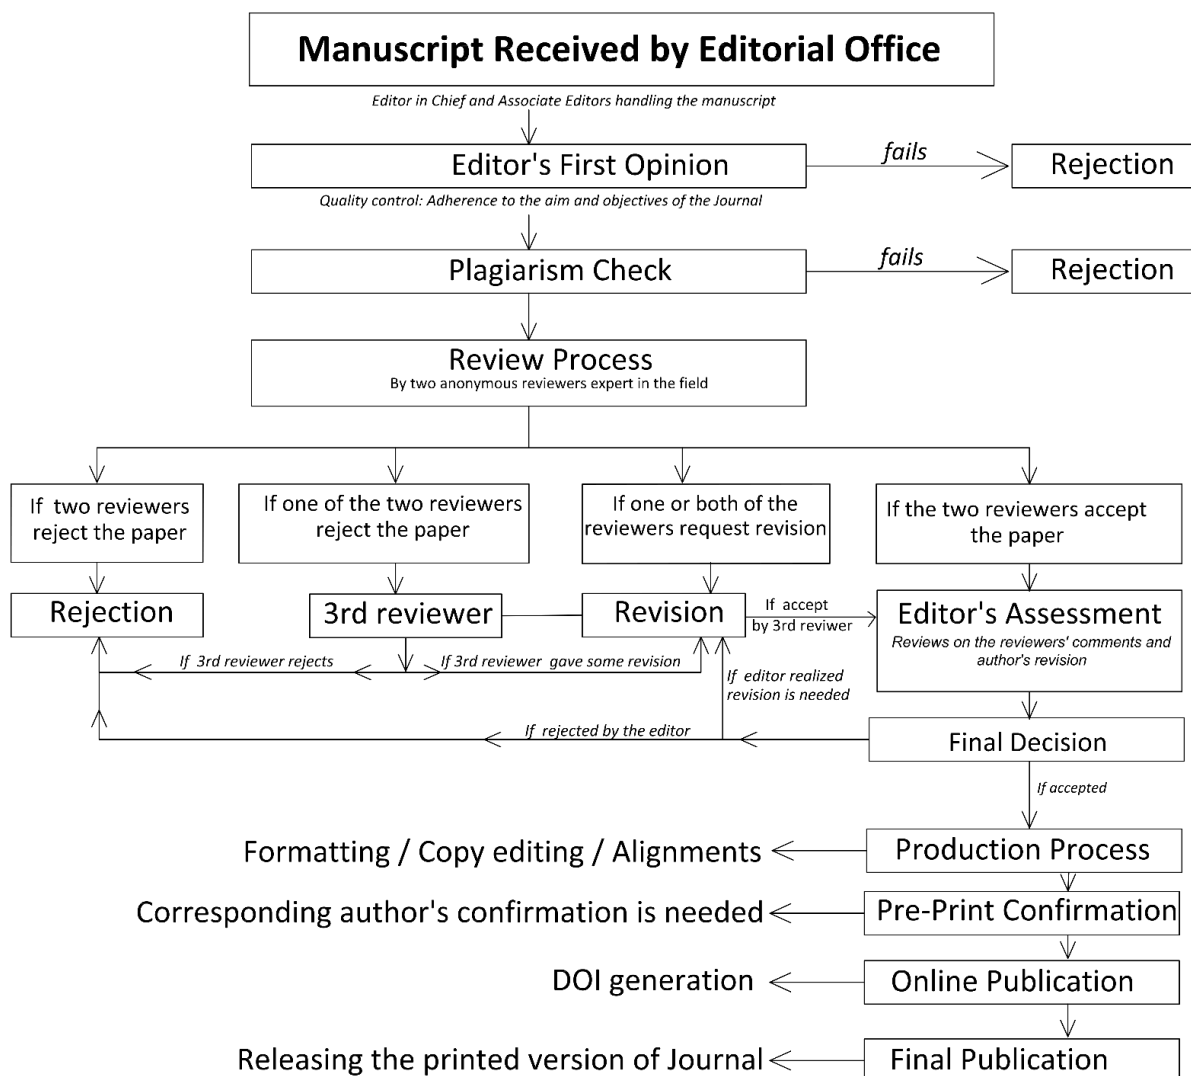 Manuscript Received by Editorial Office
Editor in Chief and Associate Editors handling the manuscript
Editor's First Opinion
fails
Rejection
Quality control: Adherence to the aim and objectives of the Journal
Plagiarism Check
fails
Rejection
Review Process
By two anonymous reviewers expert in the field
If two reviewers
reject the paper
If one of the two reviewers
reject the paper
If one or both of the
reviewers request revision
If the two reviewers accept
the paper
Rejection
3rd reviewer
Revision
If accept
by 3rd reviwer
Editor's Assessment
Reviews on the reviewers' comments and
author's revision
If 3rd reviewer rejects
If 3rd reviewer gave some revision
If editor realized
revision is needed
If rejected by the editor
Final Decision
If accepted
Formatting / Copy editing / Alignments
Production Process
Corresponding author's confirmation is needed
Pre-Print Confirmation
DOI generation
Online Publication
Releasing the printed version of Journal
Final Publication